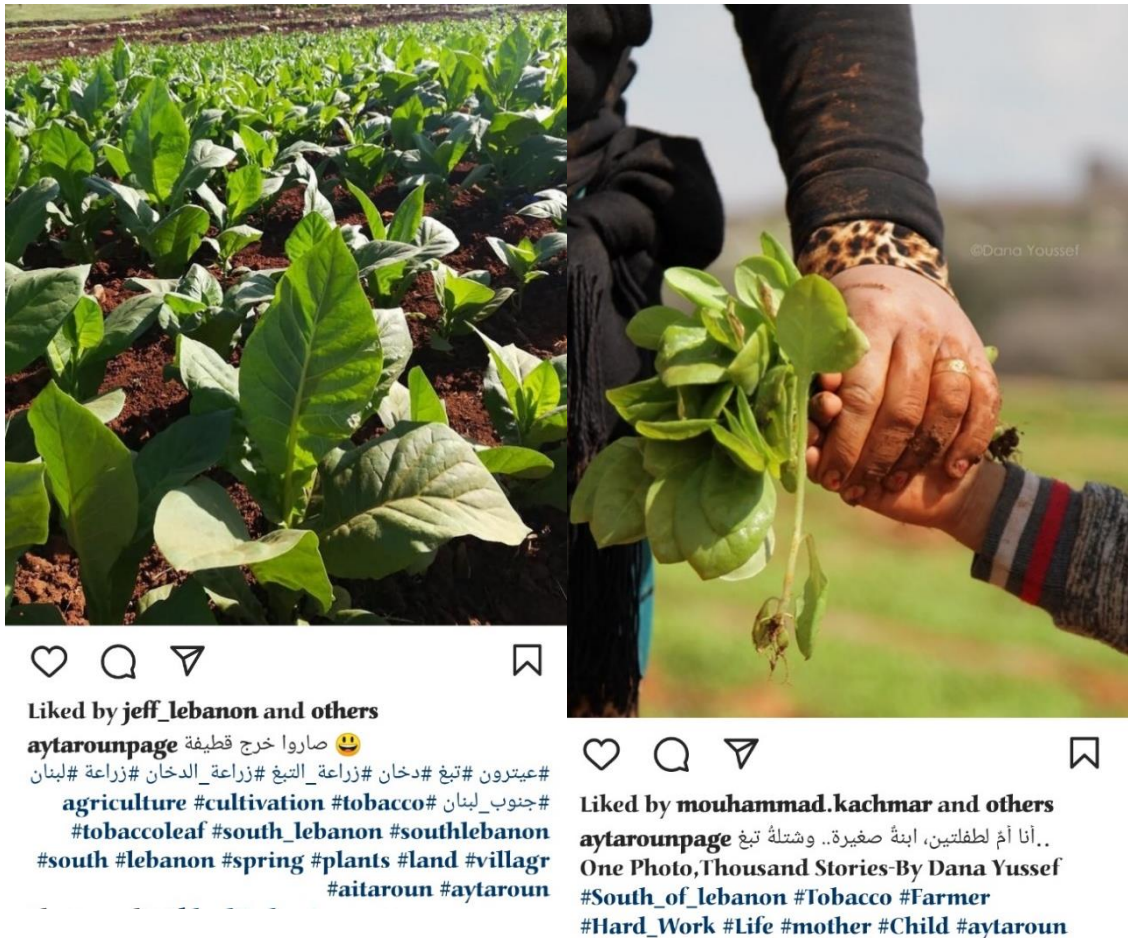 Liked by jeff_lebanon and others
aytarounpage صاروا خرج قطيفة 😃
#عيترون #تبغ #دخان #زراعة_التبغ #زراعة_الدخان #زراعة #لبنان
#جنوب_لبنان #agriculture #cultivation #tobacco
#tobaccoleaf #south_lebanon #southlebanon
#south #lebanon #spring #plants #land #villagr
#aitaroun #aytaroun
©Dana Youssef
Liked by mouhammad.kachmar and others
aytarounpage أنا أمٌ لطفلتين، ابنةٌ صغيرة.. وشتلةُ تبغ..
One Photo,Thousand Stories-By Dana Yussef
#South_of_lebanon #Tobacco #Farmer
#Hard_Work #Life #mother #Child #aytaroun